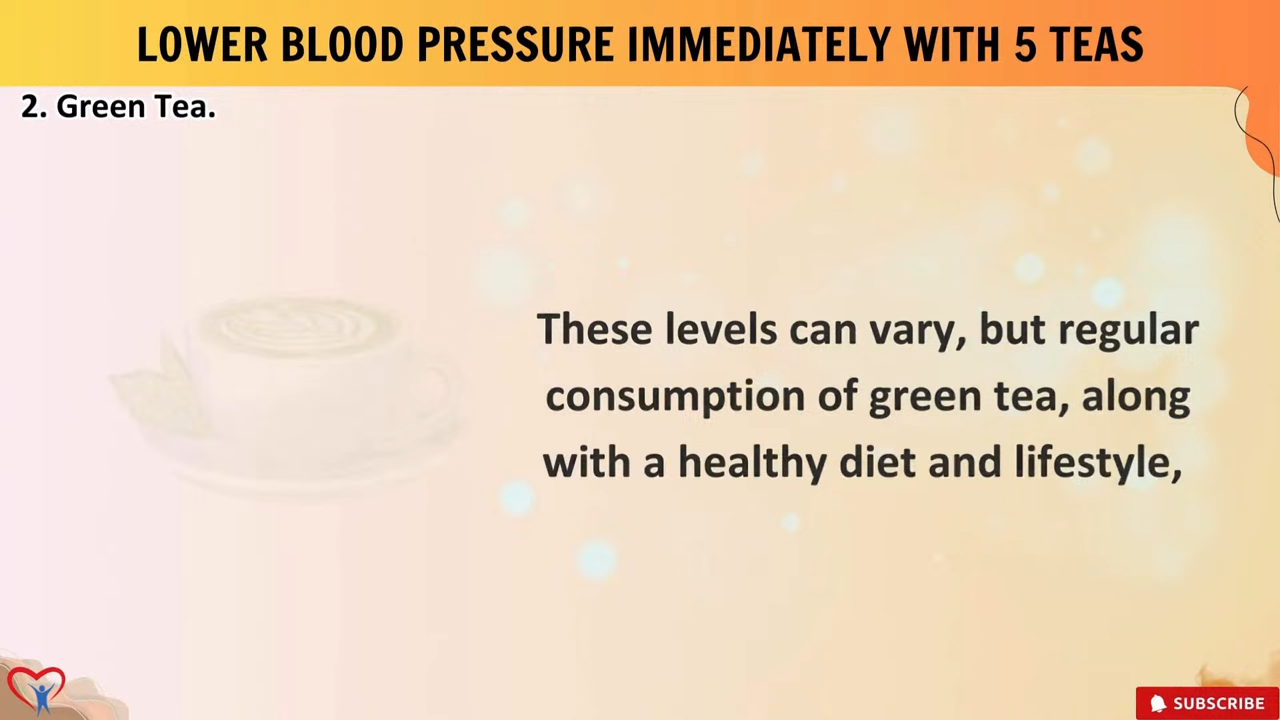 LOWER BLOOD PRESSURE IMMEDIATELY WITH 5 TEAS
2. Green Tea.
These levels can vary, but regular
consumption of green tea, along
with a healthy diet and lifestyle,
SUBSCRIBE